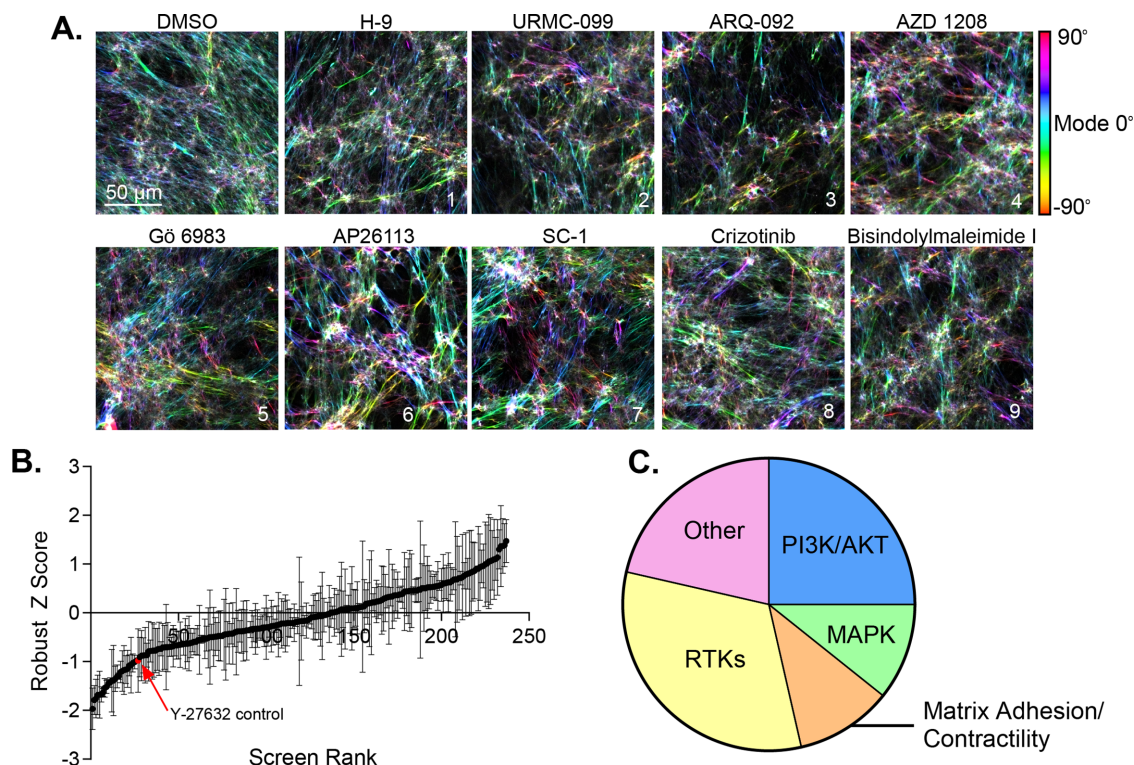 A.
DMSO
H-9
URMC-099
ARQ-092
AZD 1208
50 µm
1
2
3
4
90°
Mode 0°
-90°
Gö 6983
AP26113
SC-1
Crizotinib
Bisindolylmaleimide I
5
6
7
8
9
B.
3
2
1
0
-1
-2
-3
50
100
150
200
250
Robust Z Score
Y-27632 control
Screen Rank
C.
Other
PI3K/AKT
MAPK
RTKs
Matrix Adhesion/
Contractility